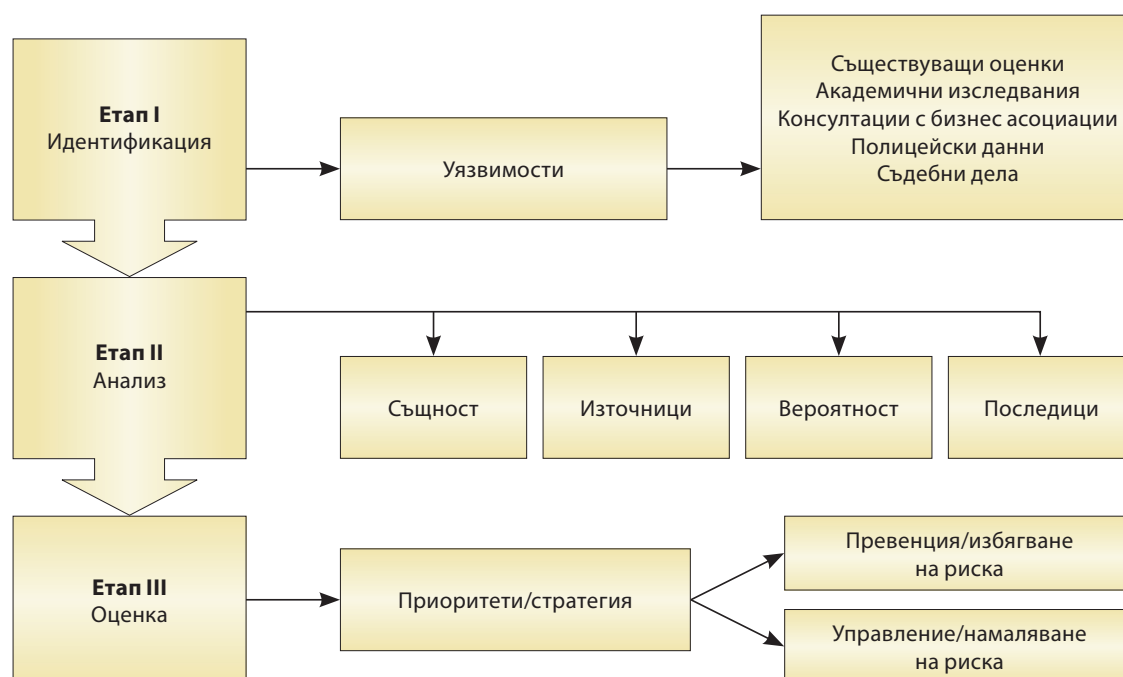 Етап I
Идентификация
Уязвимости
Съществуващи оценки
Академични изследвания
Консултации с бизнес асоциации
Полицейски данни
Съдебни дела
Етап II
Анализ
Същност
Източници
Вероятност
Последици
Етап III
Оценка
Приоритети/стратегия
Превенция/избягване
на риска
Управление/намаляване
на риска